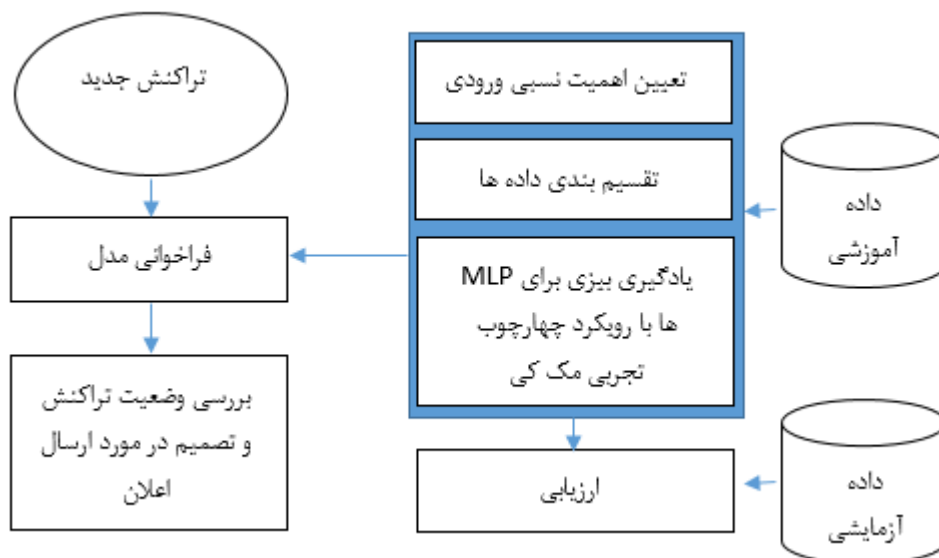 تراکنش جدید
فراخوانی مدل
بررسی وضعیت تراکنش
و تصمیم در مورد ارسال
اعلان
تعیین اهمیت نسبی ورودی
تقسیم بندی داده ها
یادگیری بیزی برای MLP
ها با رویکرد چهارچوب
تجربی مک کی
ارزیابی
داده
آموزشی
داده
آزمایشی